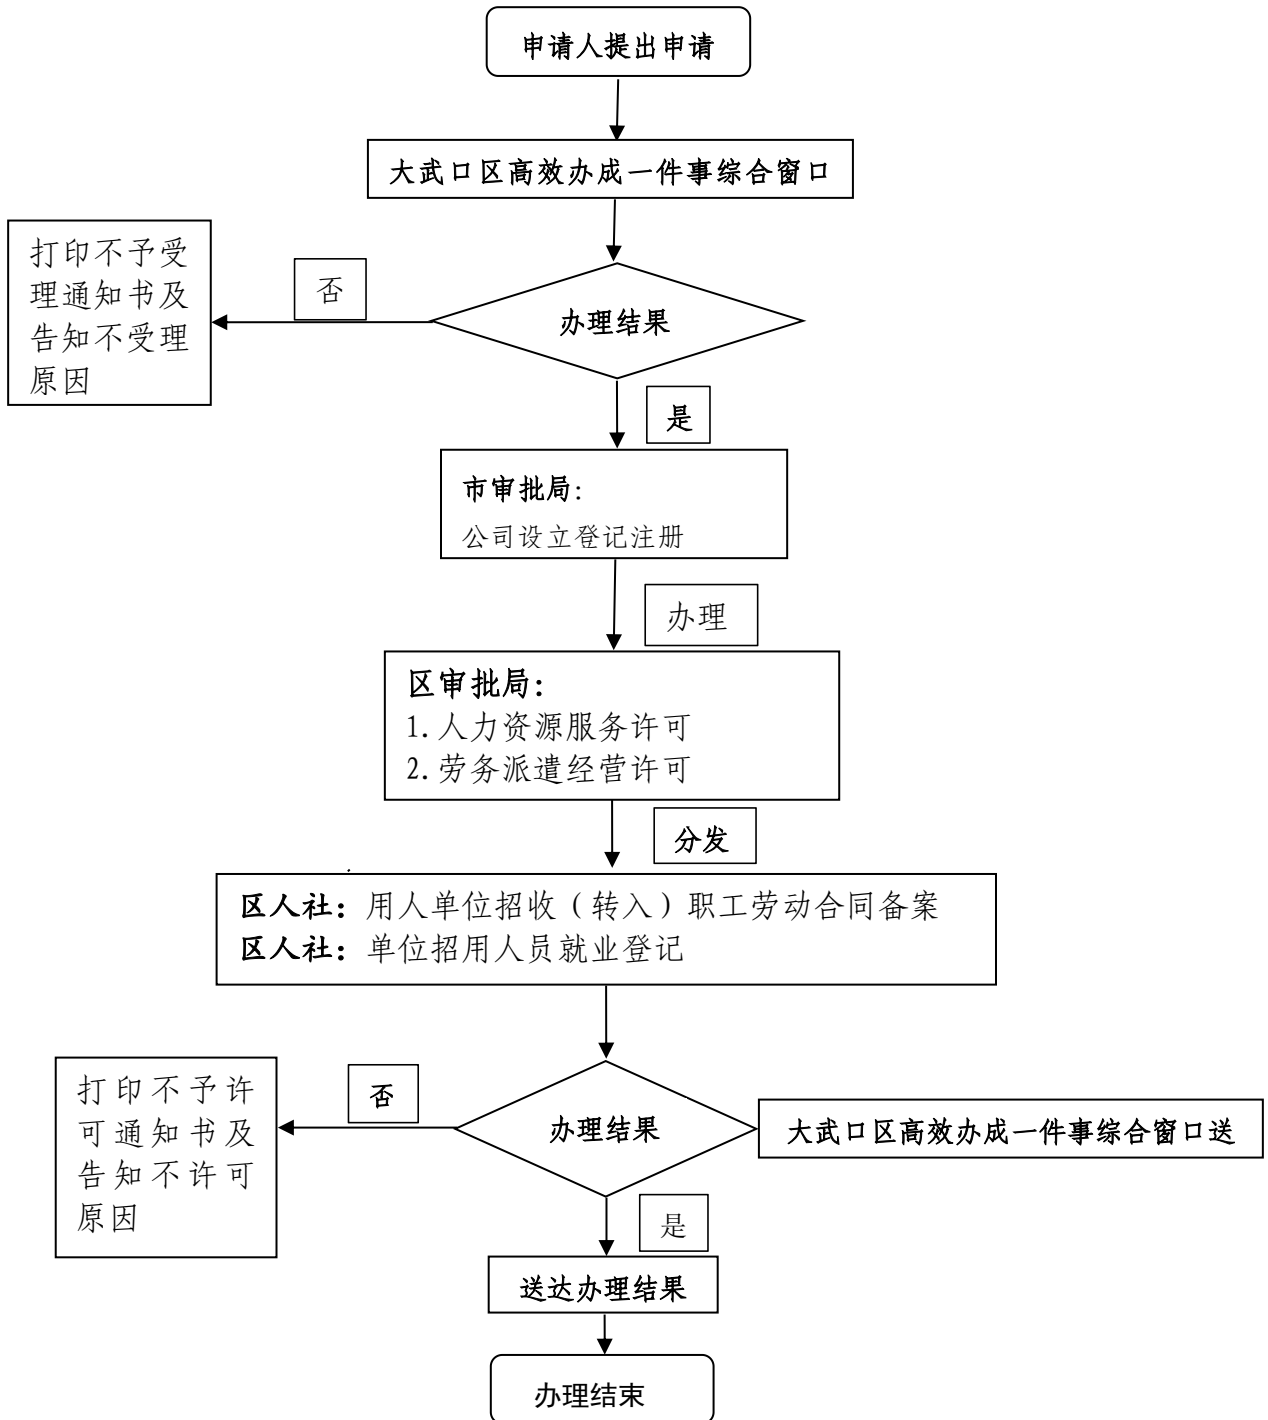 申请人提出申请
大武口区高效办成一件事综合窗口
打印不予受
理通知书及
告知不受理
原因
否
办理结果
是
市审批局：
公司设立登记注册
办理
区审批局：
1.人力资源服务许可
2.劳务派遣经营许可
分发
区人社：用人单位招收（转入）职工劳动合同备案
区人社：单位招用人员就业登记
打印不予许
可通知书及
告知不许可
原因
否
办理结果
大武口区高效办成一件事综合窗口送
是
送达办理结果
办理结束